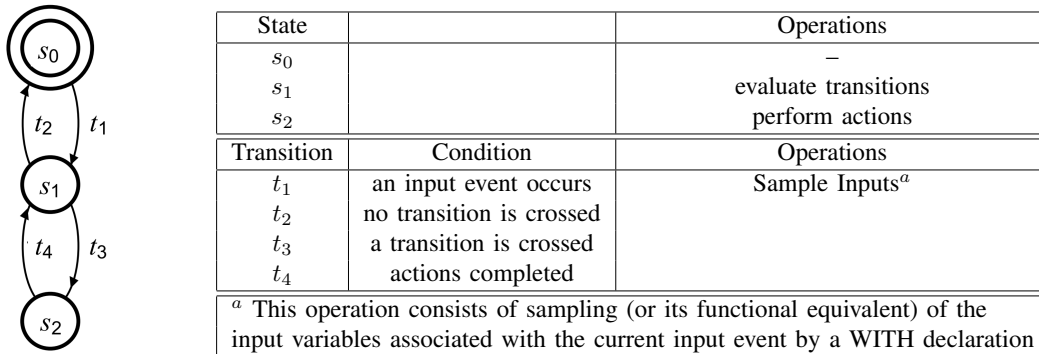 s0
t2 t1
s1
t4 t3
s2
State Operations
s0 –
s1 evaluate transitions
s2 perform actions
Transition Condition Operations
t1 an input event occurs Sample Inputsa
t2 no transition is crossed
t3 a transition is crossed
t4 actions completed
a This operation consists of sampling (or its functional equivalent) of the
input variables associated with the current input event by a WITH declaration